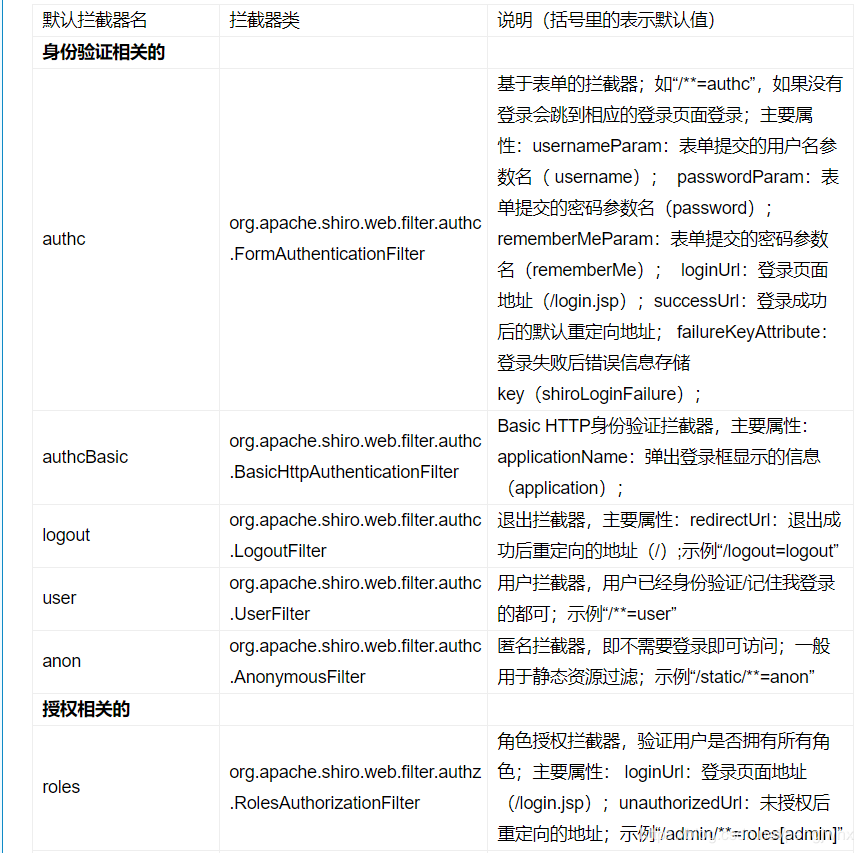 默认拦截器名 拦截器类 说明（括号里的表示默认值）
身份验证相关的
authc
org.apache.shiro.web.filter.authc
.FormAuthenticationFilter
基于表单的拦截器；如“/**=authc”，如果没有
登录会跳到相应的登录页面登录；主要属
性：usernameParam：表单提交的用户名参
数名（ username）； passwordParam：表
单提交的密码参数名（password）；
rememberMeParam：表单提交的密码参数
名（rememberMe）； loginUrl：登录页面
地址（/login.jsp）；successUrl：登录成功
后的默认重定向地址； failureKeyAttribute：
登录失败后错误信息存储
key（shiroLoginFailure）；
authcBasic
org.apache.shiro.web.filter.authc
.BasicHttpAuthenticationFilter
Basic HTTP身份验证拦截器，主要属性：
applicationName：弹出登录框显示的信息
（application）；
logout
org.apache.shiro.web.filter.authc
.LogoutFilter
退出拦截器，主要属性：redirectUrl：退出成
功后重定向的地址（/）;示例“/logout=logout”
user
org.apache.shiro.web.filter.authc
.UserFilter
用户拦截器，用户已经身份验证/记住我登录
的都可；示例“/**=user”
anon
org.apache.shiro.web.filter.authc
.AnonymousFilter
匿名拦截器，即不需要登录即可访问；一般
用于静态资源过滤；示例“/static/**=anon”
授权相关的
roles
org.apache.shiro.web.filter.authz
.RolesAuthorizationFilter
角色授权拦截器，验证用户是否拥有所有角
色；主要属性： loginUrl：登录页面地址
（/login.jsp）；unauthorizedUrl：未授权后
重定向的地址；示例“/admin/**=roles[admin]”